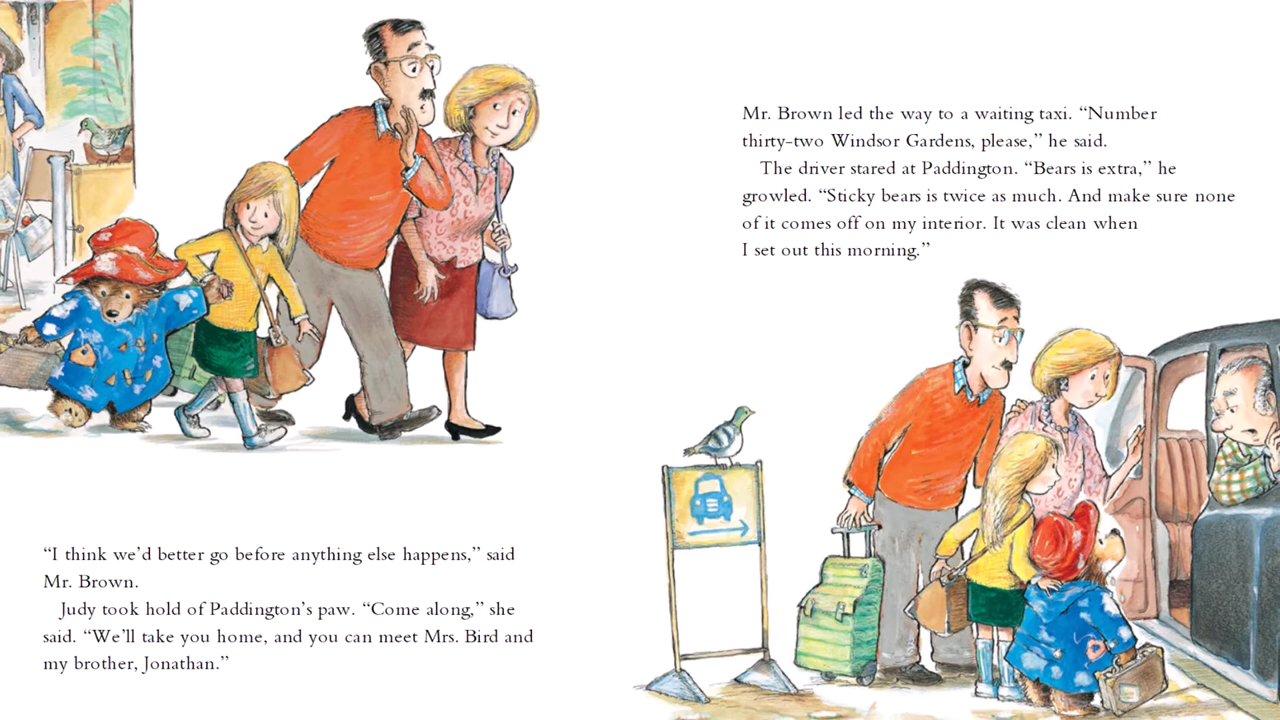 “I think we’d better go before anything else happens,” said
Mr. Brown.
Judy took hold of Paddington’s paw. “Come along,” she
said. “We’ll take you home, and you can meet Mrs. Bird and
my brother, Jonathan.”
Mr. Brown led the way to a waiting taxi. “Number
thirty-two Windsor Gardens, please,” he said.
The driver stared at Paddington. “Bears is extra,” he
growled. “Sticky bears is twice as much. And make sure none
of it comes off on my interior. It was clean when
I set out this morning.”